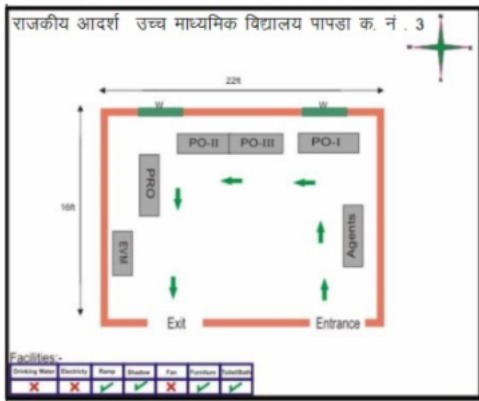 राजकीय आदर्श उच्च माध्यमिक विद्यालय पापडा क. नं . 3
22ft
W W
PO-II PO-III PO-I
PRO
16ft
Agents
EVM
Exit Entrance
Facilities:-
Drinking Water Electricity Ramp Shadow Fan Furniture Toilet/Bath